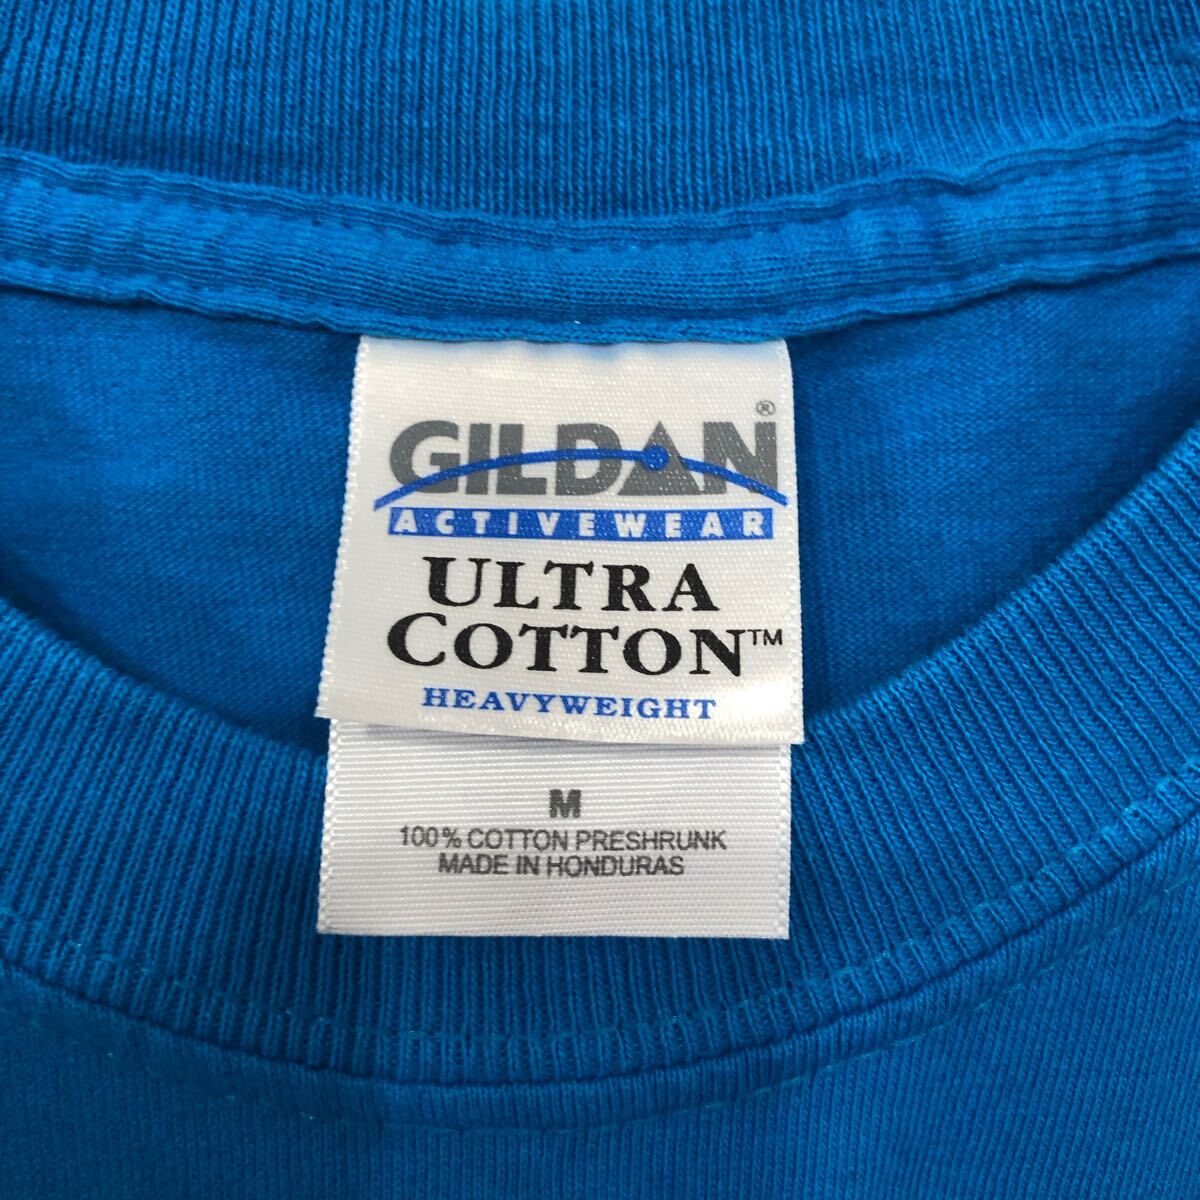 GILDAN®
ACTIVEWEAR
ULTRA
COTTON™
HEAVYWEIGHT
M
100% COTTON PRESHRUNK
MADE IN HONDURAS